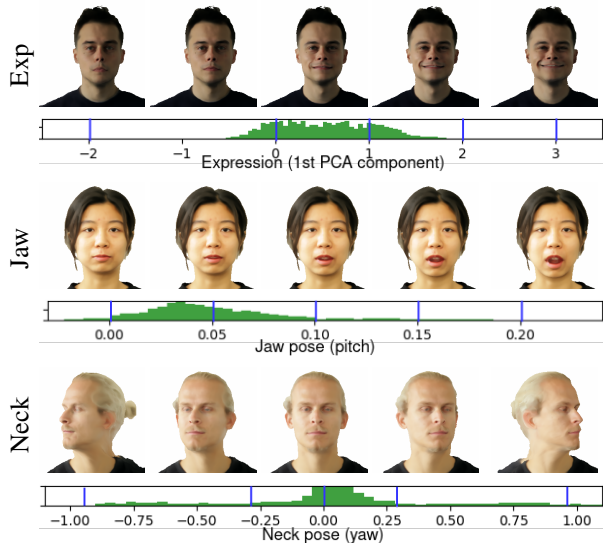 Exp
−2 −1 0 1 2 3
Expression (1st PCA component)
Jaw
0.00 0.05 0.10 0.15 0.20
Jaw pose (pitch)
Neck
−1.00 −0.75 −0.50 −0.25 0.00 0.25 0.50 0.75 1.00
Neck pose (yaw)